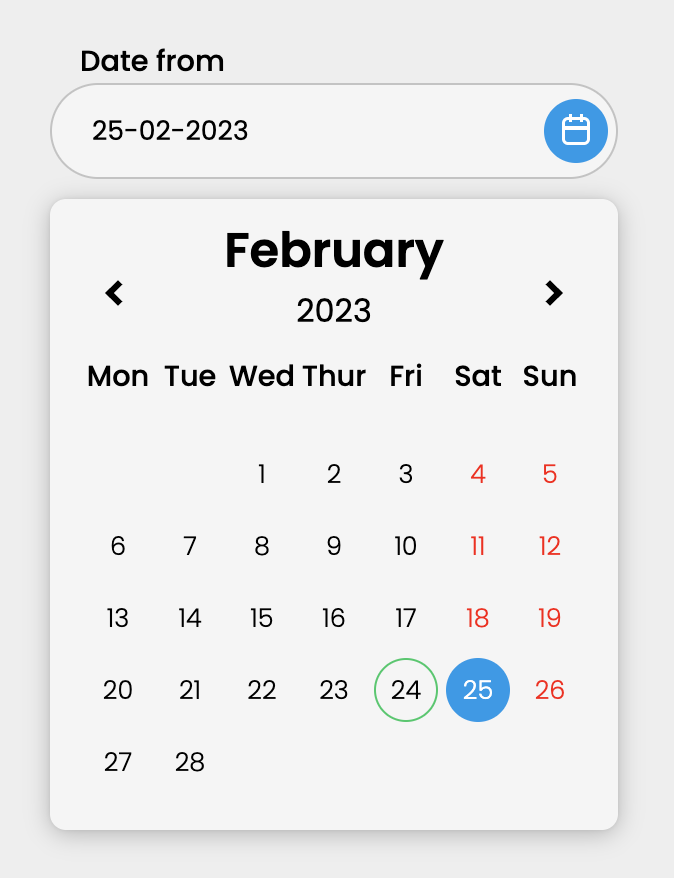 Date from
25-02-2023
February
2023
Mon Tue Wed Thur Fri Sat Sun
1 2 3 4 5
6 7 8 9 10 11 12
13 14 15 16 17 18 19
20 21 22 23 24 25 26
27 28